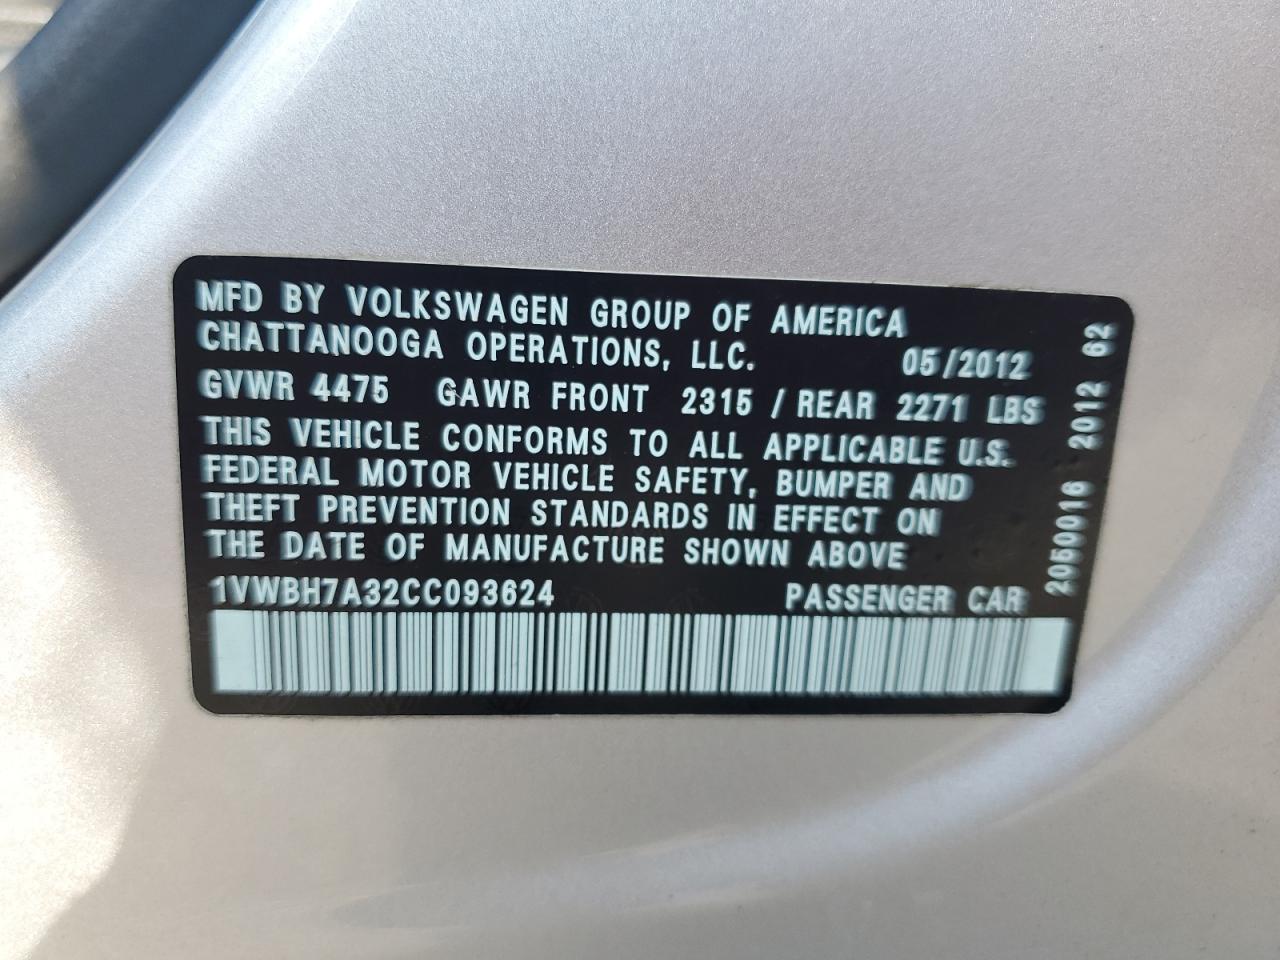 MFD BY VOLKSWAGEN GROUP OF AMERICA
CHATTANOOGA OPERATIONS, LLC. 05/2012
GVWR 4475 GAWR FRONT 2315 / REAR 2271 LBS
THIS VEHICLE CONFORMS TO ALL APPLICABLE U.S.
FEDERAL MOTOR VEHICLE SAFETY, BUMPER AND
THEFT PREVENTION STANDARDS IN EFFECT ON
THE DATE OF MANUFACTURE SHOWN ABOVE
1VWBH7A32CC093624 PASSENGER CAR
2050016 2012 62